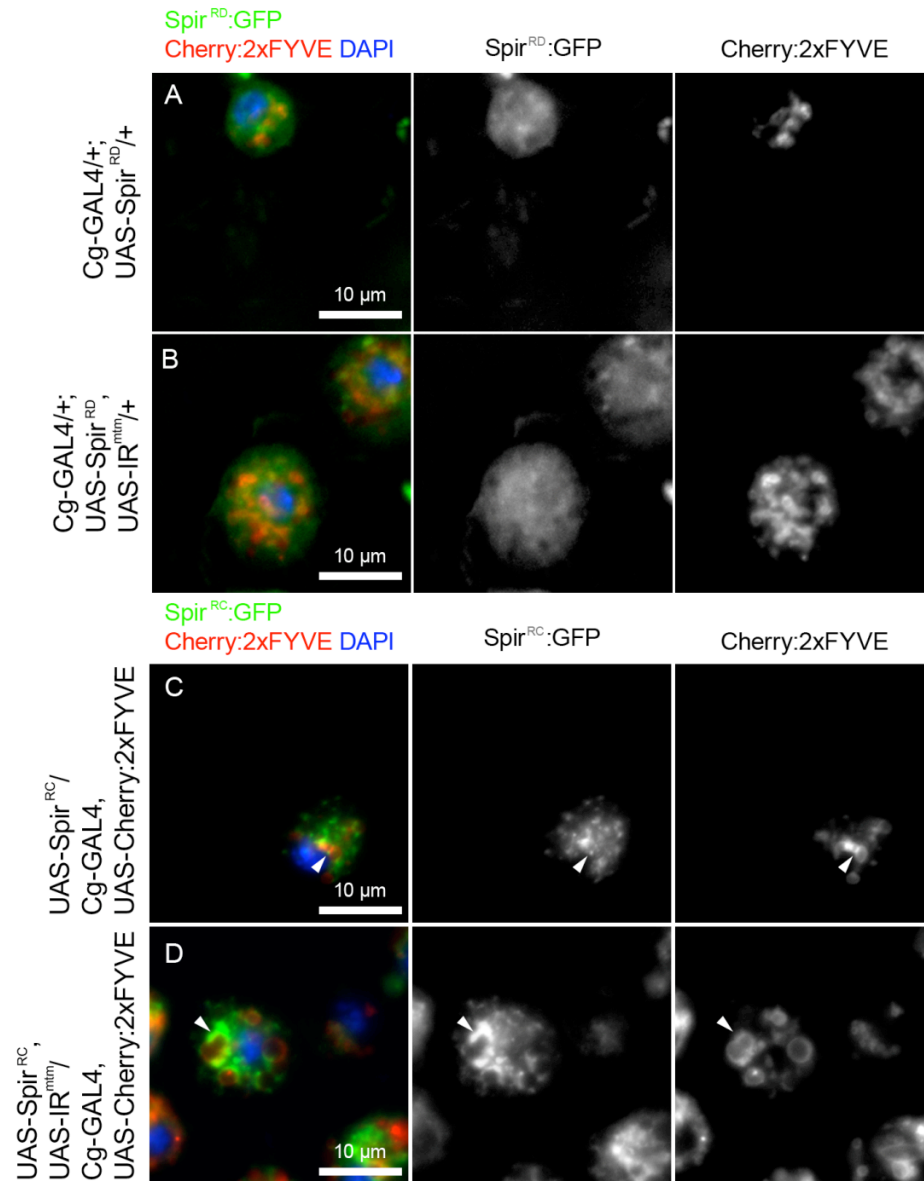 Spir^RD:GFP
Cherry:2xFYVE DAPI
Spir^RD:GFP
Cherry:2xFYVE
Cg-GAL4/+;
UAS-Spir^RD/+
A
10 µm
Cg-GAL4/+;
UAS-Spir^RD,
UAS-IR^mtm/+
B
10 µm
Spir^RC:GFP
Cherry:2xFYVE DAPI
Spir^RC:GFP
Cherry:2xFYVE
UAS-Spir^RC/
Cg-GAL4,
UAS-Cherry:2xFYVE
C
10 µm
UAS-Spir^RC,
UAS-IR^mtm/
Cg-GAL4,
UAS-Cherry:2xFYVE
D
10 µm